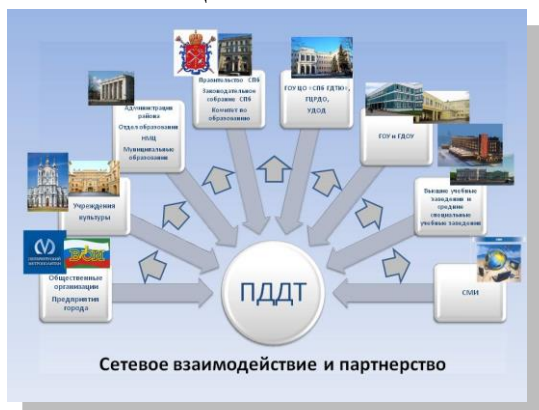 Правительство СПб
Законодательное
собрание СПб
Комитет по
образованию
ГОУ ЦО «СПб ГДТЮ»,
ГЦРДО,
УДОД
Администрация
района
Отдел образования
НМЦ
Муниципальные
образования
ГОУ и ГДОУ
Учреждения
культуры
Высшие учебные
заведения и
средние
специальные
учебные заведения
Общественные
организации
Предприятия
города
ПДДТ
СМИ
Сетевое взаимодействие и партнерство